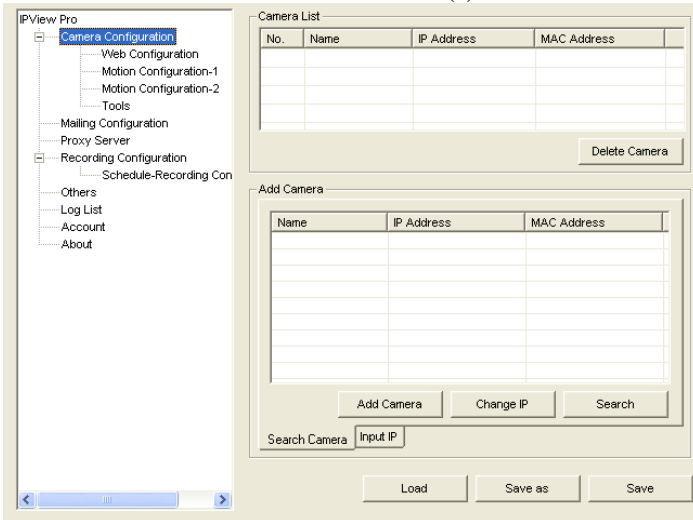 IPView Pro
Camera Configuration
Web Configuration
Motion Configuration-1
Motion Configuration-2
Tools
Mailing Configuration
Proxy Server
Recording Configuration
Schedule-Recording Con
Others
Log List
Account
About
Camera List
No. Name IP Address MAC Address
Delete Camera
Add Camera
Name IP Address MAC Address
Add Camera Change IP Search
Search Camera Input IP
Load Save as Save